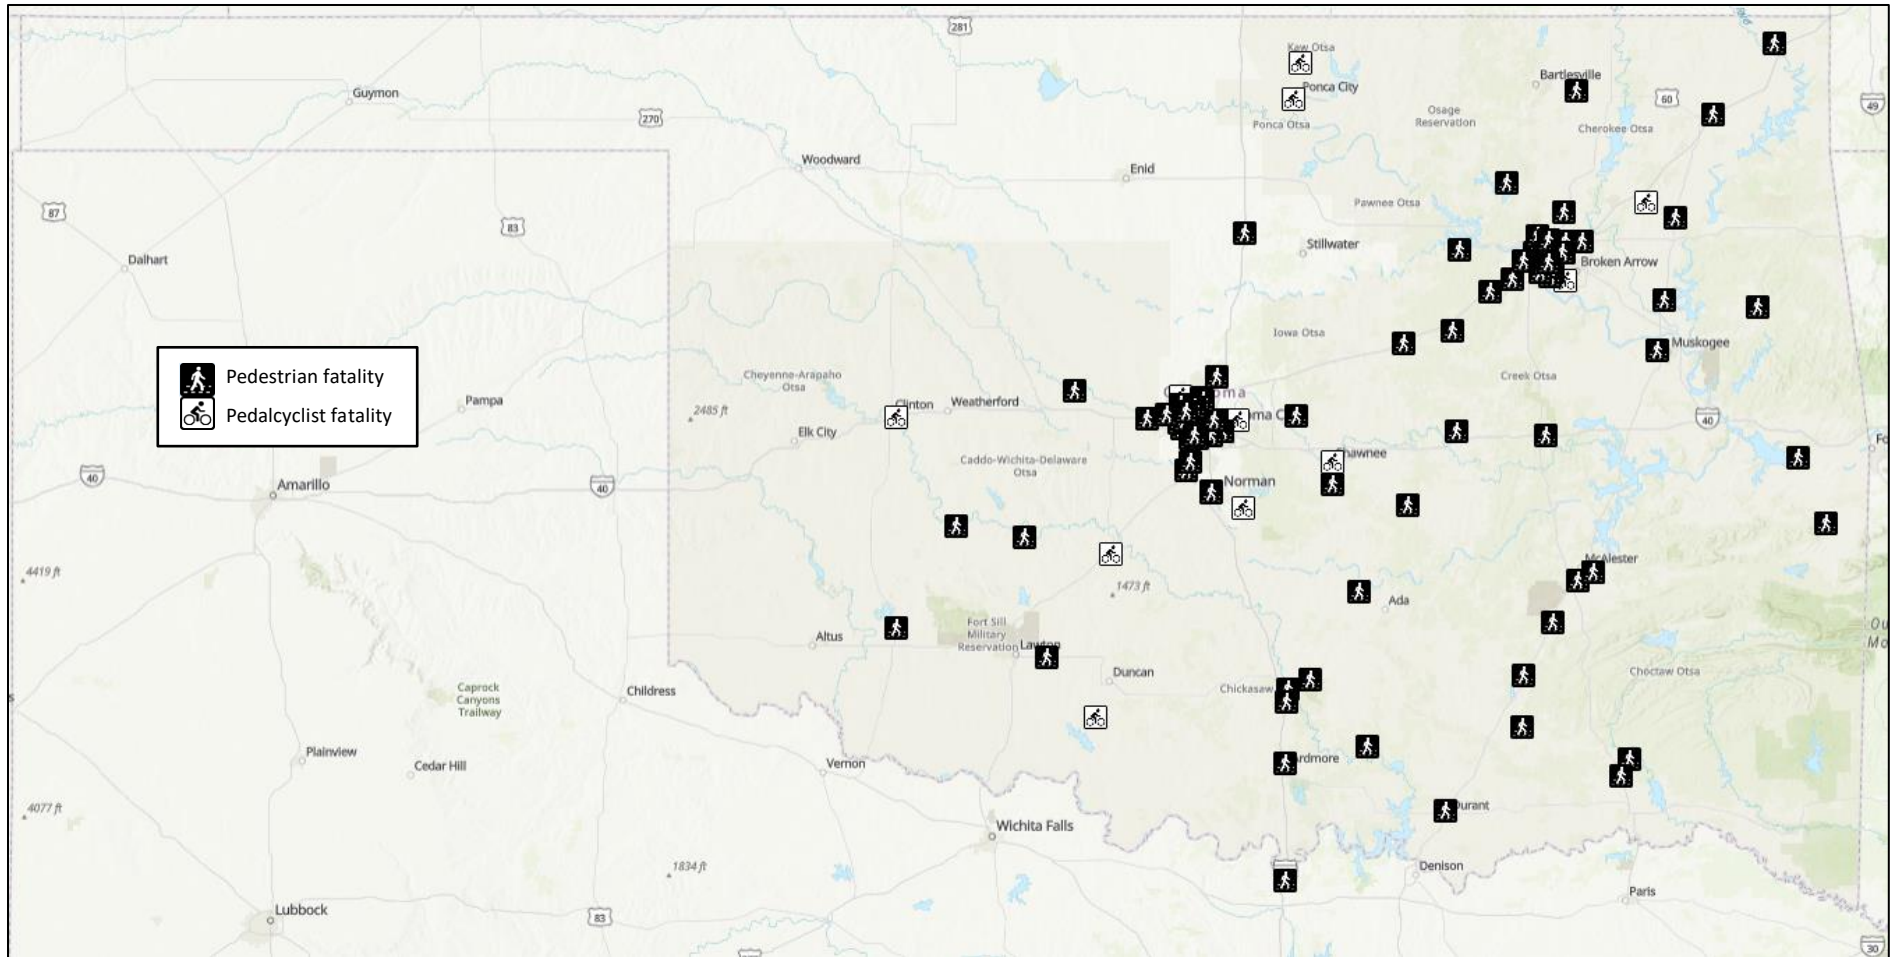 281
Kaw Otsa
Ponca City
Bartlesville
60
49
Guymon
270
Osage
Reservation
Ponca Otsa
Cherokee Otsa
Woodward
Enid
87
83
Pawnee Otsa
Dalhart
Stillwater
Broken Arrow
Iowa Otsa
Muskogee
Pedestrian fatality
Pedalcyclist fatality
Cheyenne-Arapaho
Otsa
Creek Otsa
Pampa
2485 ft
Clinton
Weatherford
40
Elk City
Caddo-Wichita-Delaware
Otsa
40
Amarillo
40
Norman
4419 ft
McAlester
1473 ft
Ada
Altus
Fort Sill
Military
Reservation
Lawton
Duncan
Choctaw Otsa
Caprock
Canyons
Trailway
Childress
Chickasaw
Plainview
Cedar Hill
Vernon
4077 ft
Wichita Falls
1834 ft
Denison
Paris
Lubbock
83
30